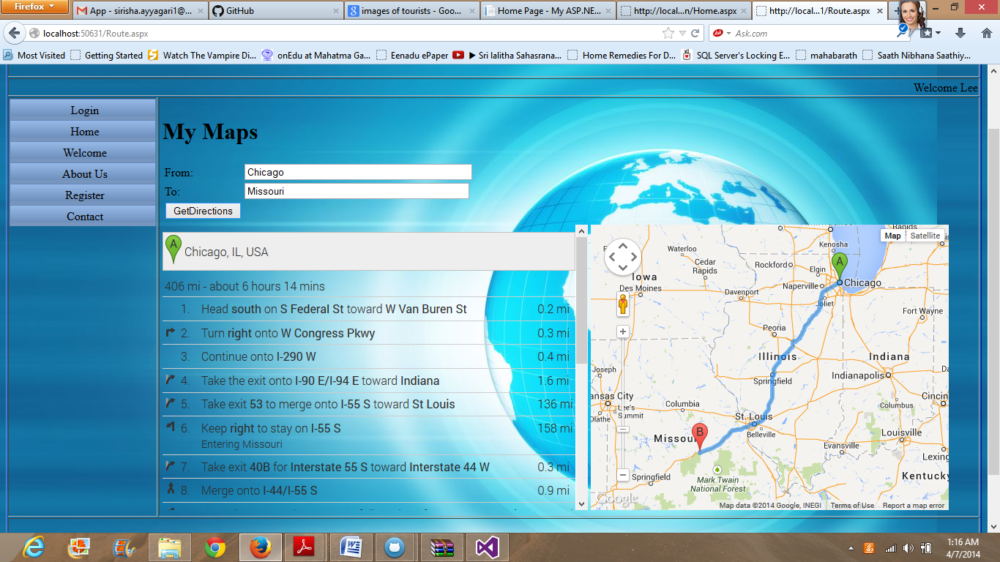 Firefox
App - sirisha.ayyagari1@...
GitHub
images of tourists - Goo...
Home Page - My ASP.NE...
http://local...n/Home.aspx
http://local...1/Route.aspx
localhost:50631/Route.aspx
Ask.com
Most Visited
Getting Started
Watch The Vampire Di...
onEdu at Mahatma Ga...
Eenadu ePaper
Sri lalitha Sahasrana...
Home Remedies For D...
SQL Server's Locking E...
mahabarath
Saath Nibhana Saathiy...
Welcome Lee
Login
Home
Welcome
About Us
Register
Contact
My Maps
From:
Chicago
To:
Missouri
GetDirections
A
Chicago, IL, USA
406 mi - about 6 hours 14 mins
1. Head south on S Federal St toward W Van Buren St 0.2 mi
2. Turn right onto W Congress Pkwy 0.3 mi
3. Continue onto I-290 W 0.4 mi
4. Take the exit onto I-90 E/I-94 E toward Indiana 1.6 mi
5. Take exit 53 to merge onto I-55 S toward St Louis 136 mi
6. Keep right to stay on I-55 S 158 mi
Entering Missouri
7. Take exit 40B for Interstate 55 S toward Interstate 44 W 0.3 mi
8. Merge onto I-44/I-55 S 0.9 mi
Map
Satellite
Rapids
Kenosha
Waterloo
Rockford
Elgin
A
Cedar
Rapids
Iowa
Des Moines
Naperville
Chicago
Davenport
Joliet
Fort Wayne
Peoria
Illinois
Indiana
Joseph
Springfield
Indianapolis
ansas City
Lee's
Summit
Olathe
Columbia
Columbus
Cincin
St. Louis
Belleville
B
Missour
Louisville
Evansville
Lexing
Springfield
Mark Twain
National Forest
Kentucky
Google
Map data ©2014 Google, INEGI
Terms of Use
Report a map error
1:16 AM
4/7/2014